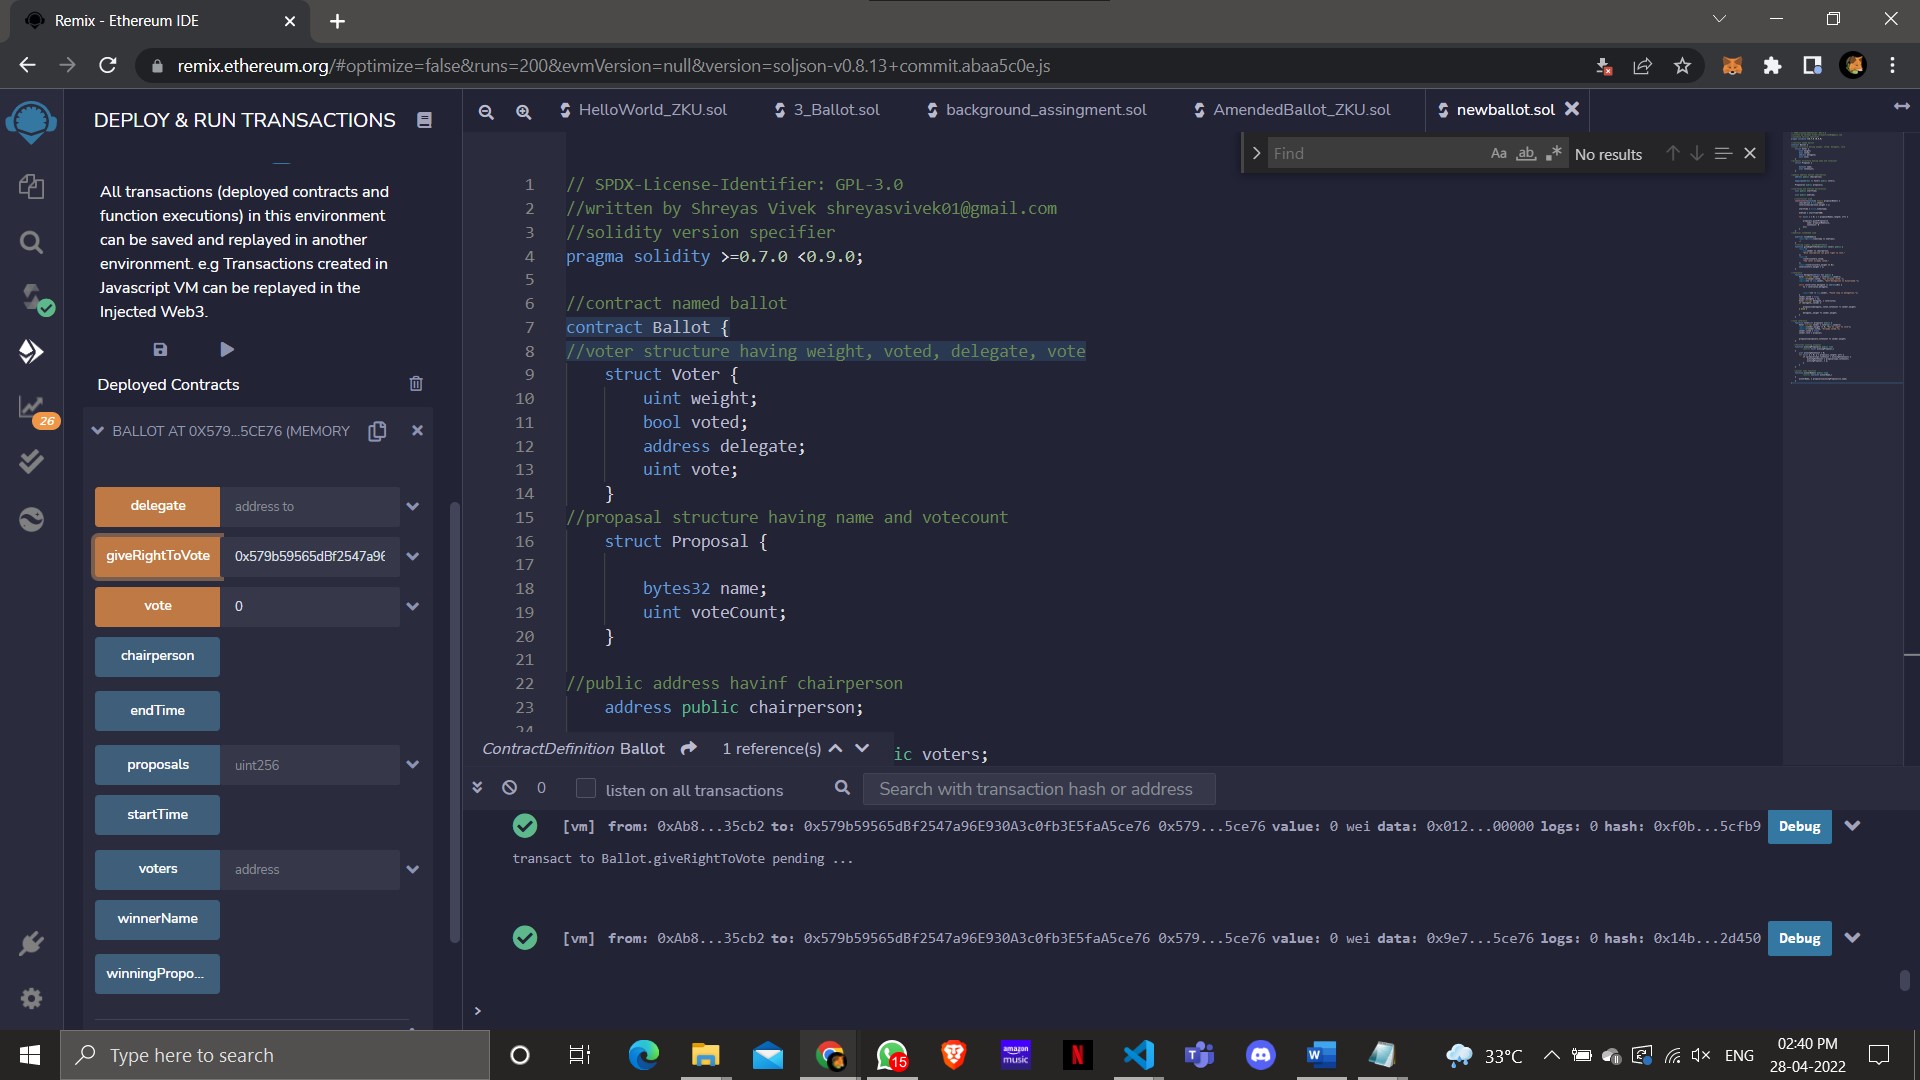 Remix - Ethereum IDE
remix.ethereum.org/#optimize=false&runs=200&evmVersion=null&version=soljson-v0.8.13+commit.abaa5c0e.js
DEPLOY & RUN TRANSACTIONS
All transactions (deployed contracts and
function executions) in this environment
can be saved and replayed in another
environment. e.g Transactions created in
Javascript VM can be replayed in the
Injected Web3.
Deployed Contracts
26
BALLOT AT 0X579...5CE76 (MEMORY
delegate address to
giveRightToVote 0x579b59565dBf2547a96
vote 0
chairperson
endTime
proposals uint256
startTime
voters address
winnerName
winningPropo...
HelloWorld_ZKU.sol 3_Ballot.sol background_assingment.sol AmendedBallot_ZKU.sol newballot.sol
Find Aa ab. .* No results
1 // SPDX-License-Identifier: GPL-3.0
2 //written by Shreyas Vivek shreyasvivek01@gmail.com
3 //solidity version specifier
4 pragma solidity >=0.7.0 <0.9.0;
5
6 //contract named ballot
7 contract Ballot {
8 //voter structure having weight, voted, delegate, vote
9 struct Voter {
10 uint weight;
11 bool voted;
12 address delegate;
13 uint vote;
14 }
15 //propasal structure having name and votecount
16 struct Proposal {
17
18 bytes32 name;
19 uint voteCount;
20 }
21
22 //public address havinf chairperson
23 address public chairperson;
24
ContractDefinition Ballot 1 reference(s) ic voters;
0 listen on all transactions Search with transaction hash or address
[vm] from: 0xAb8...35cb2 to: 0x579b59565dBf2547a96E930A3c0fb3E5faA5ce76 0x579...5ce76 value: 0 wei data: 0x012...00000 logs: 0 hash: 0xf0b...5cfb9 Debug
transact to Ballot.giveRightToVote pending ...
[vm] from: 0xAb8...35cb2 to: 0x579b59565dBf2547a96E930A3c0fb3E5faA5ce76 0x579...5ce76 value: 0 wei data: 0x9e7...5ce76 logs: 0 hash: 0x14b...2d450 Debug
>
Type here to search
15
amazon music
N
W
33°C
ENG
02:40 PM
28-04-2022